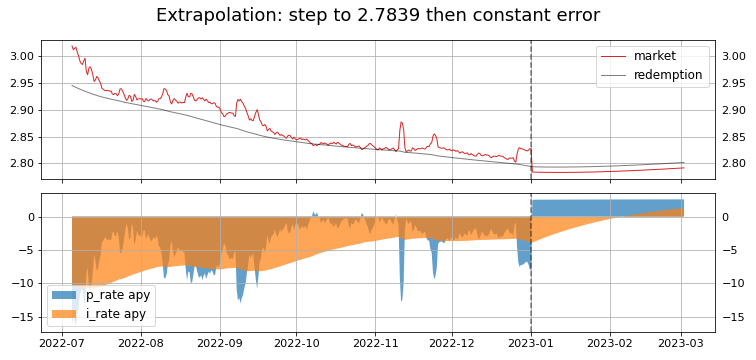 Extrapolation: step to 2.7839 then constant error
3.00 market 3.00
2.95 redemption 2.95
2.90 2.90
2.85 2.85
2.80 2.80
0 0
−5 −5
−10 p_rate apy −10
−15 i_rate apy −15
2022-07 2022-08 2022-09 2022-10 2022-11 2022-12 2023-01 2023-02 2023-03